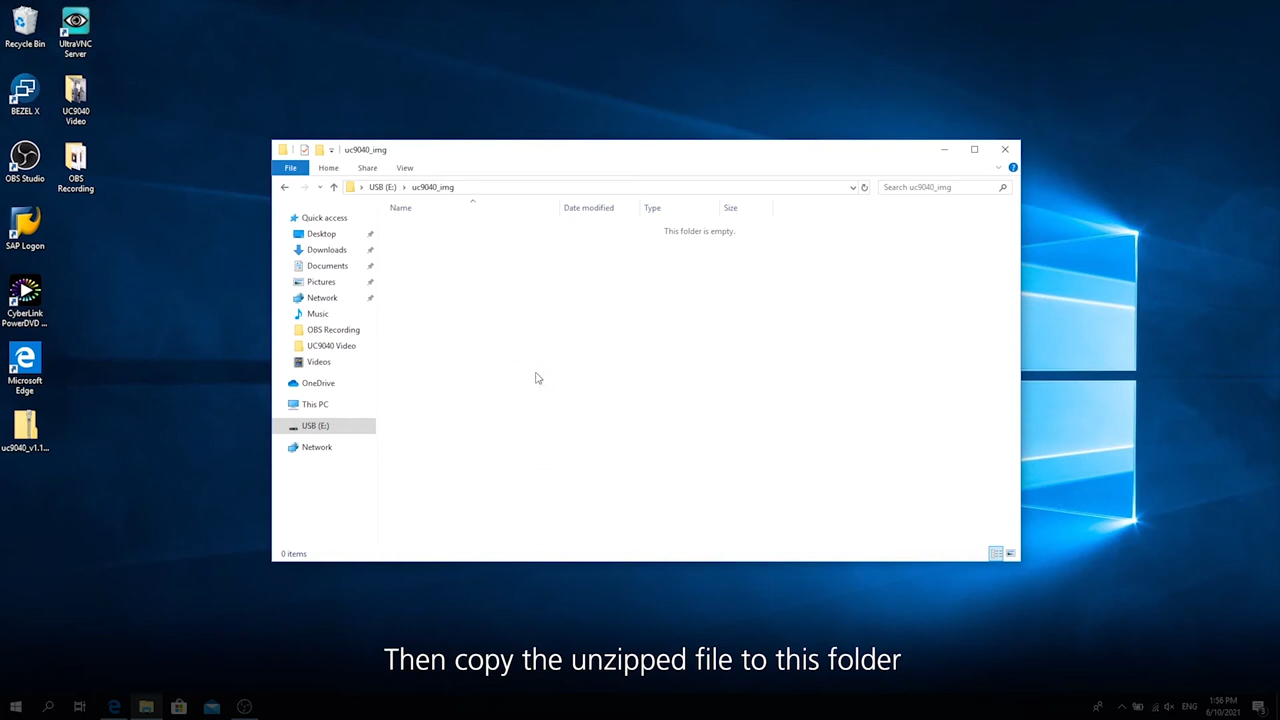 Recycle Bin
UltraVNC
Server
BEZEL X
UC9040
Video
OBS Studio
OBS
Recording
SAP Logon
CyberLink
PowerDVD ...
Microsoft
Edge
uc9040_v1.1...
uc9040_img
File
Home
Share
View
USB (E:)
uc9040_img
Search uc9040_img
Name
Date modified
Type
Size
This folder is empty.
Quick access
Desktop
Downloads
Documents
Pictures
Network
Music
OBS Recording
UC9040 Video
Videos
OneDrive
This PC
USB (E:)
Network
0 items
Then copy the unzipped file to this folder
ENG
1:56 PM
6/10/2021
3